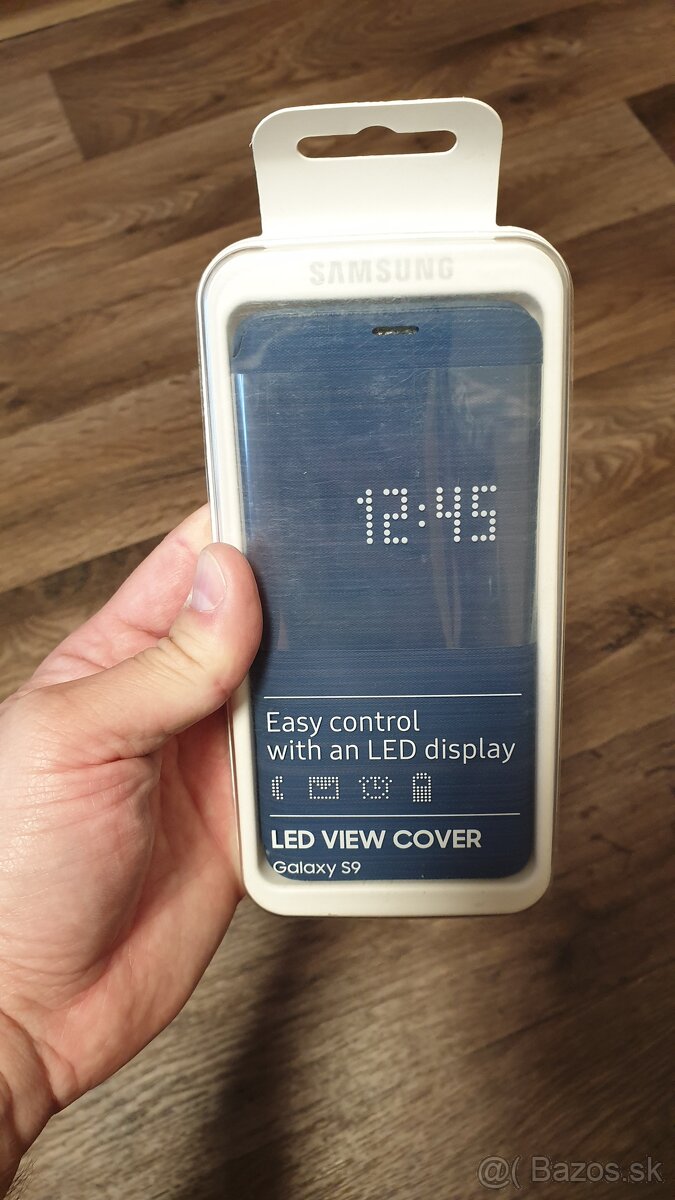 SAMSUNG
12:45
Easy control
with an LED display
LED VIEW COVER
Galaxy S9
@( Bazos.sk